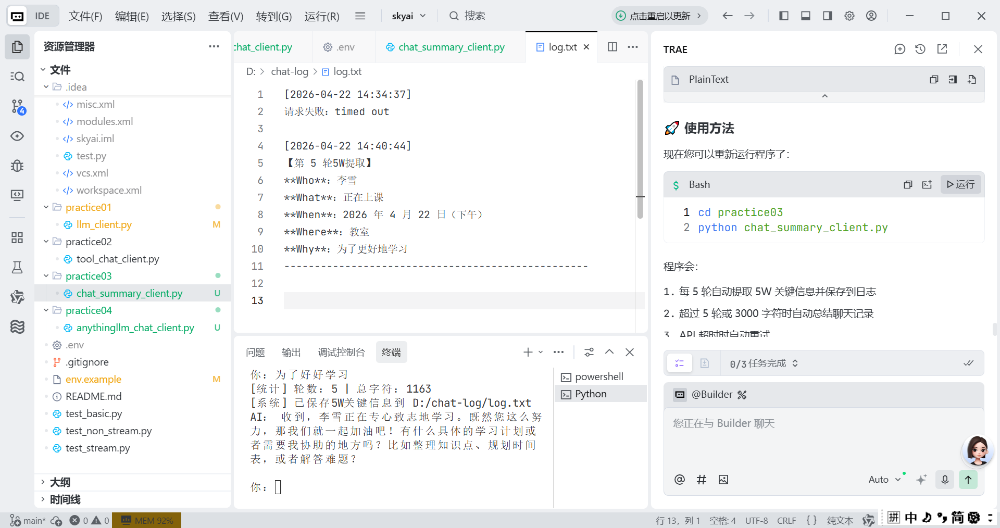 IDE 文件(F) 编辑(E) 选择(S) 查看(V) 转到(G) 运行(R) skyai 搜索 点击重启以更新
资源管理器
文件
.idea
misc.xml
modules.xml
skyai.iml
test.py
vcs.xml
workspace.xml
practice01
llm_client.py M
practice02
tool_chat_client.py
practice03
chat_summary_client.py U
practice04
anythingllm_chat_client.py U
.env
.gitignore
env.example M
README.md
test_basic.py
test_non_stream.py
test_stream.py
大纲
时间线
4
chat_client.py .env chat_summary_client.py log.txt
D: chat-log log.txt
1 [2026-04-22 14:34:37]
2 请求失败: timed out
3
4 [2026-04-22 14:40:44]
5 【第 5 轮5W提取】
6 **Who**: 李雪
7 **What**: 正在上课
8 **When**: 2026 年 4 月 22 日（下午）
9 **Where**: 教室
10 **Why**: 为了更好地学习
11 --------------------------------------------------
12
13
问题 输出 调试控制台 终端
你: 为了好好学习
[统计] 轮数: 5 | 总字符: 1163
[系统] 已保存5W关键信息到 D:/chat-log/log.txt
AI: 收到，李雪正在专心致志地学习。既然您这么努
力，那我们就一起加油吧！有什么具体的学习计划或
者需要我协助的地方吗？比如整理知识点、规划时间
表，或者解答难题？
你:
powershell
Python
TRAE
PlainText
🚀 使用方法
现在您可以重新运行程序了：
$ Bash 运行
1 cd practice03
2 python chat_summary_client.py
程序会：
1. 每 5 轮自动提取 5W 关键信息并保存到日志
2. 超过 5 轮或 3000 字符时自动总结聊天记录
3. API 超时时自动重试
0/3 任务完成
@Builder
您正在与 Builder 聊天
Auto
main* 0 0 MEM 92% 行 13，列 1 空格: 4 UTF-8 CRLF { } 纯文本 拼 中 简